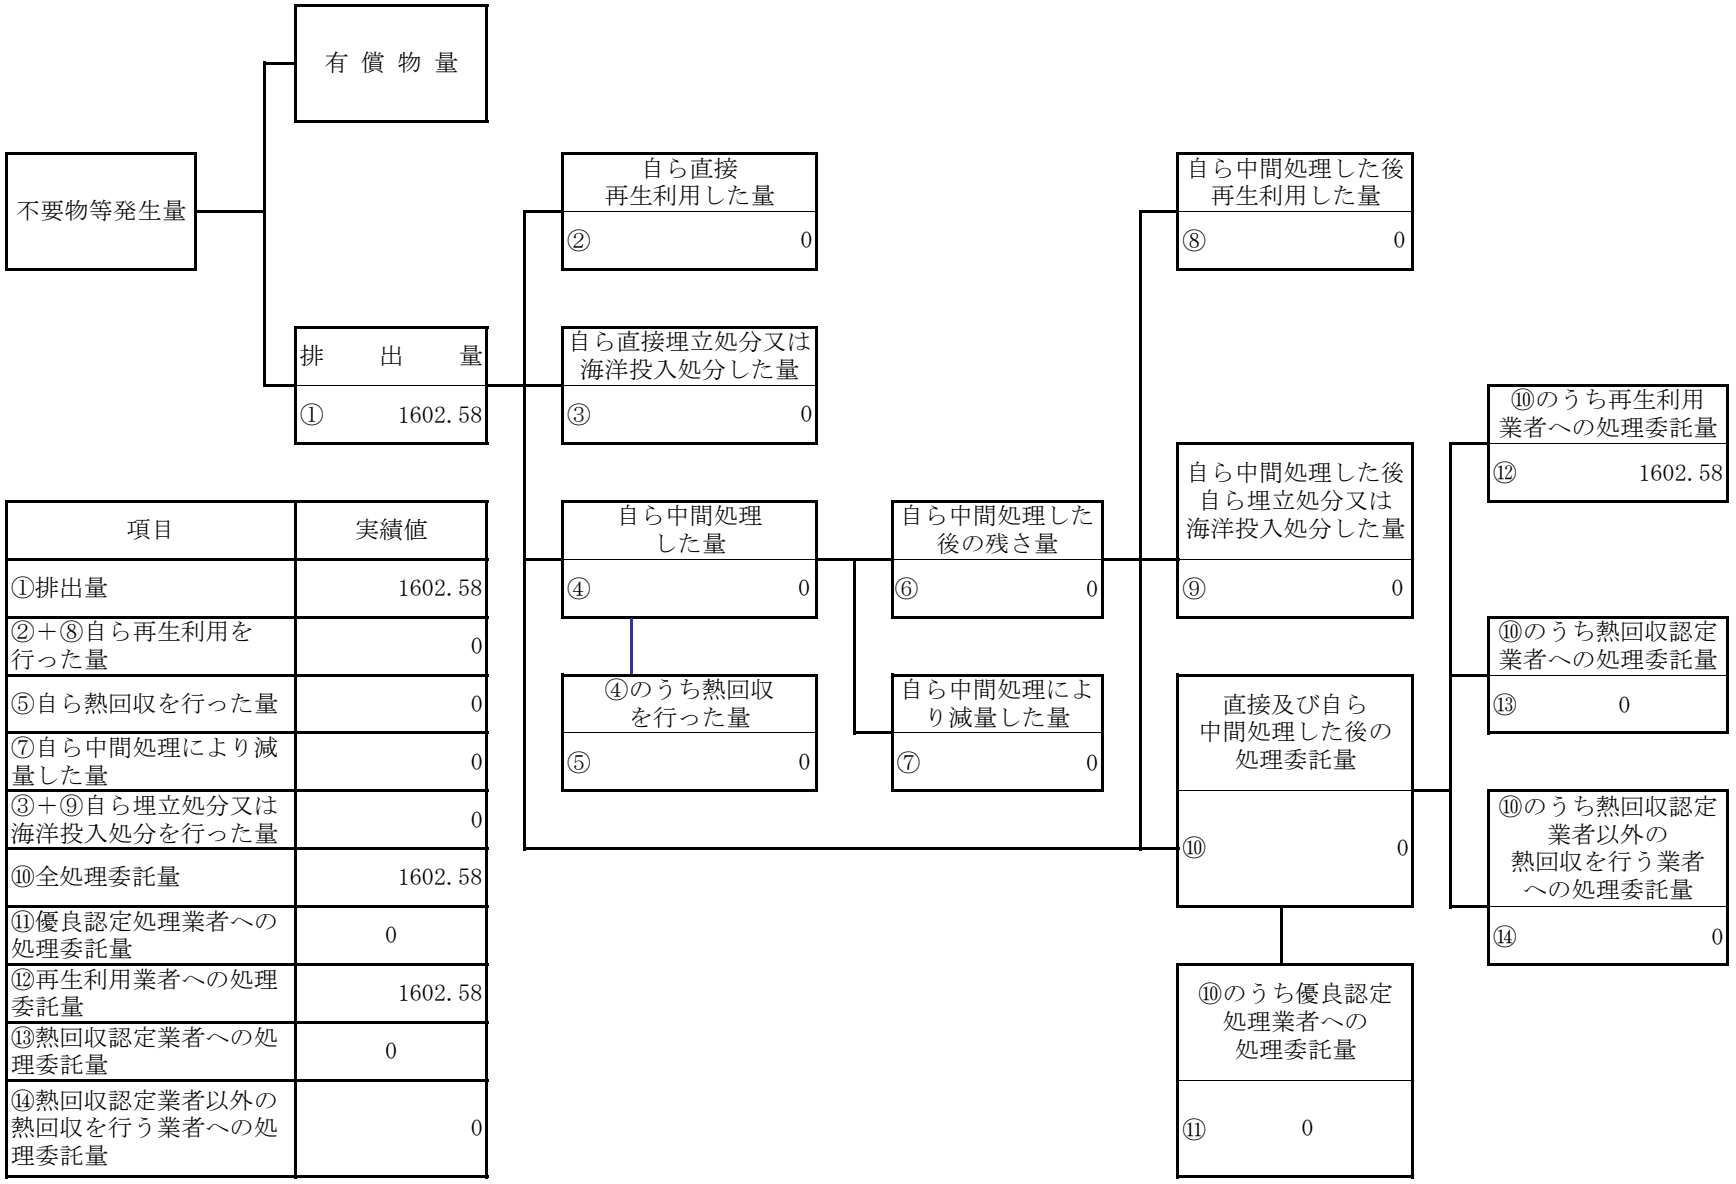 有 償 物 量
不要物等発生量
自ら直接
再生利用した量
② 0
自ら中間処理した後
再生利用した量
⑧ 0
排 出 量
① 1602.58
自ら直接埋立処分又は
海洋投入処分した量
③ 0
⑩のうち再生利用
業者への処理委託量
⑫ 1602.58
自ら中間処理
した量
④ 0
自ら中間処理した
後の残さ量
⑥ 0
自ら中間処理した後
自ら埋立処分又は
海洋投入処分した量
⑨ 0
⑩のうち熱回収認定
業者への処理委託量
⑬ 0
④のうち熱回収
を行った量
⑤ 0
自ら中間処理によ
り減量した量
⑦ 0
直接及び自ら
中間処理した後の
処理委託量
⑩ 0
⑩のうち熱回収認定
業者以外の
熱回収を行う業者
への処理委託量
⑭ 0
⑩のうち優良認定
処理業者への
処理委託量
⑪ 0
項目 実績値
①排出量 1602.58
②+⑧自ら再生利用を
行った量 0
⑤自ら熱回収を行った量 0
⑦自ら中間処理により減
量した量 0
③+⑨自ら埋立処分又は
海洋投入処分を行った量 0
⑩全処理委託量 1602.58
⑪優良認定処理業者への
処理委託量 0
⑫再生利用業者への処理
委託量 1602.58
⑬熱回収認定業者への処
理委託量 0
⑭熱回収認定業者以外の
熱回収を行う業者への処
理委託量 0